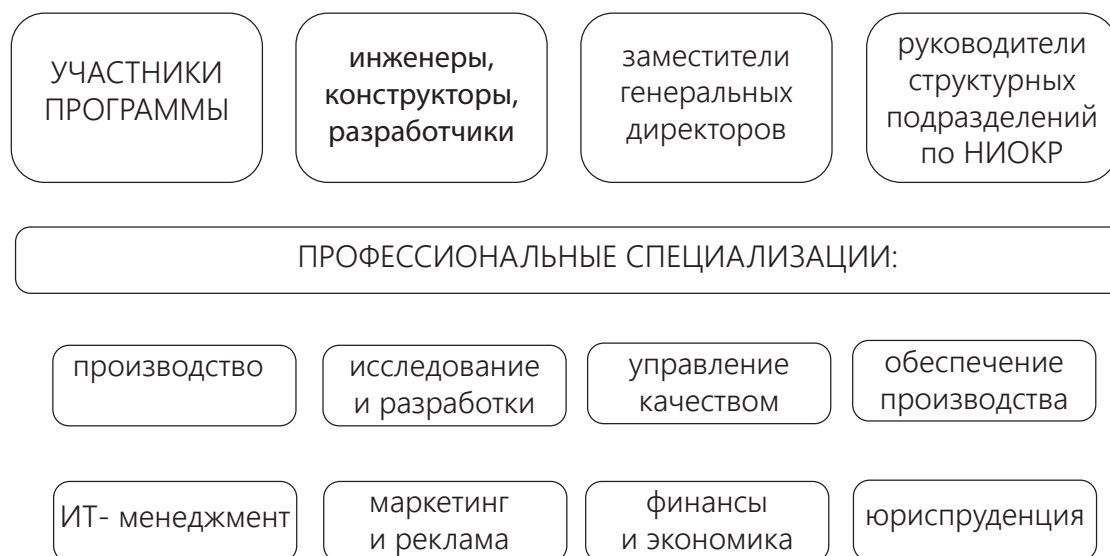 УЧАСТНИКИ
ПРОГРАММЫ
инженеры,
конструкторы,
разработчики
заместители
генеральных
директоров
руководители
структурных
подразделений
по НИОКР
ПРОФЕССИОНАЛЬНЫЕ СПЕЦИАЛИЗАЦИИ:
производство
исследование
и разработки
управление
качеством
обеспечение
производства
ИТ- менеджмент
маркетинг
и реклама
финансы
и экономика
юриспруденция